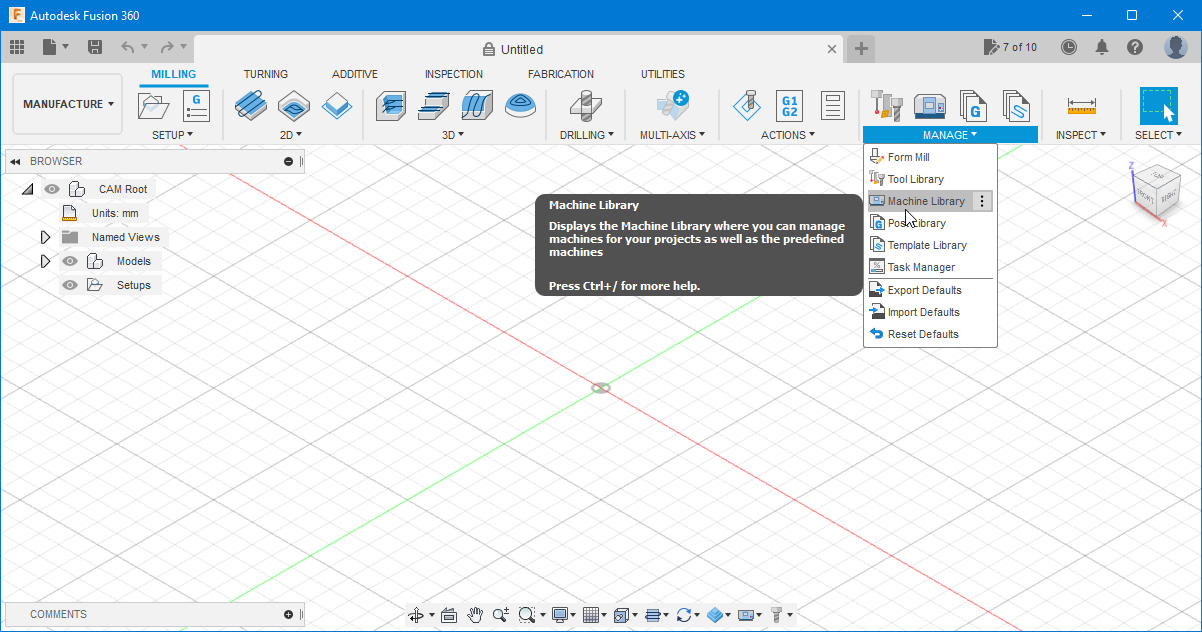 Autodesk Fusion 360
Untitled
7 of 10
MANUFACTURE
MILLING
TURNING
ADDITIVE
INSPECTION
FABRICATION
UTILITIES
G
G1
G2
G
SETUP
2D
3D
DRILLING
MULTI-AXIS
ACTIONS
MANAGE
INSPECT
SELECT
BROWSER
CAM Root
Units: mm
Named Views
Models
Setups
Machine Library
Displays the Machine Library where you can manage
machines for your projects as well as the predefined
machines
Press Ctrl+/ for more help.
Form Mill
Tool Library
Machine Library
Post Library
Template Library
Task Manager
Export Defaults
Import Defaults
Reset Defaults
Z
TOP
FRONT
RIGHT
X
COMMENTS